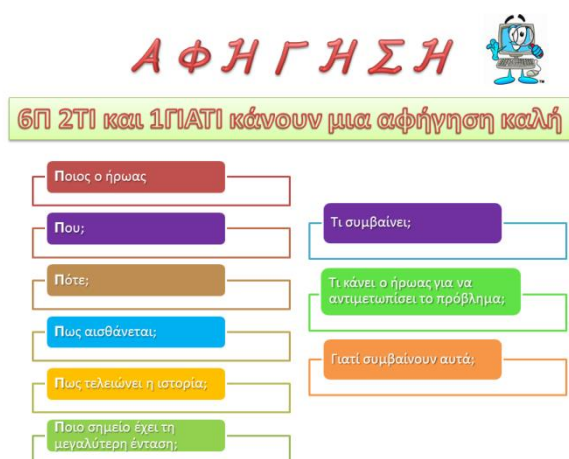 ΑΦΗΓΗΣΗ
6Π 2ΤΙ και 1ΓΙΑΤΙ κάνουν μια αφήγηση καλή
Ποιος ο ήρωας
Που;
Πότε;
Πως αισθάνεται;
Πως τελειώνει η ιστορία;
Ποιο σημείο έχει τη
μεγαλύτερη ένταση;
Τι συμβαίνει;
Τι κάνει ο ήρωας για να
αντιμετωπίσει το πρόβλημα;
Γιατί συμβαίνουν αυτά;